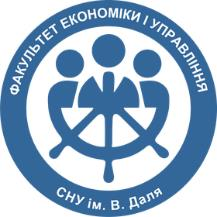 ФАКУЛЬТЕТ ЕКОНОМІКИ І УПРАВЛІННЯ
СНУ ім. В. Даля